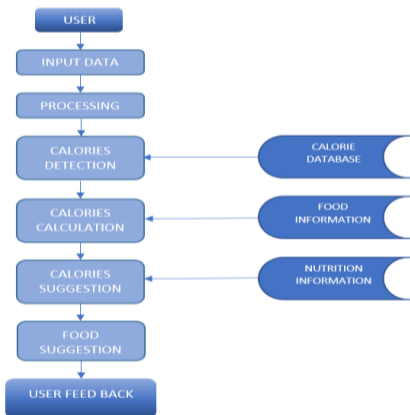 USER
INPUT DATA
PROCESSING
CALORIES
DETECTION
CALORIE
DATABASE
CALORIES
CALCULATION
FOOD
INFORMATION
CALORIES
SUGGESTION
NUTRITION
INFORMATION
FOOD
SUGGESTION
USER FEED BACK